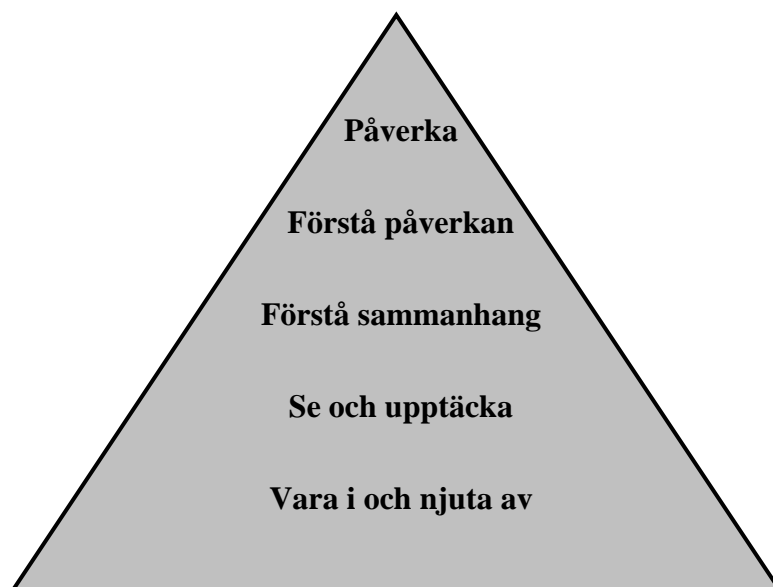 Påverka
Förstå påverkan
Förstå sammanhang
Se och upptäcka
Vara i och njuta av